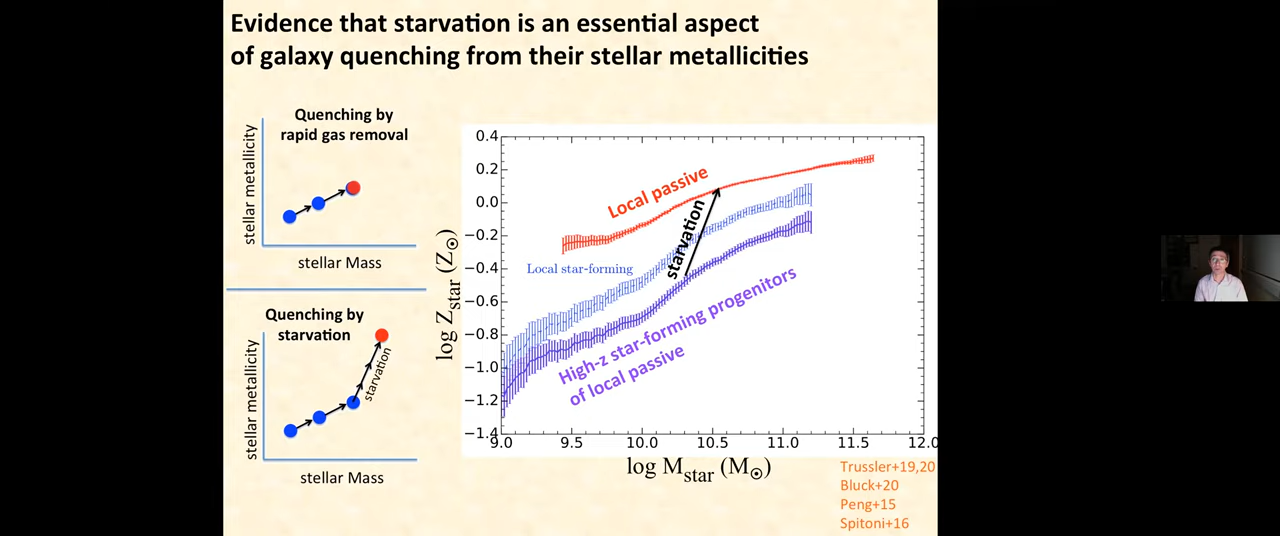 Evidence that starvation is an essential aspect
of galaxy quenching from their stellar metallicities
Quenching by
rapid gas removal
stellar metallicity
stellar Mass
Quenching by
starvation
stellar metallicity
starvation
stellar Mass
0.4
0.2
0.0
−0.2
−0.4
−0.6
−0.8
−1.0
−1.2
−1.4
log Zstar (Z⊙)
Local passive
starvation
Local star-forming
High-z star-forming progenitors
of local passive
9.0 9.5 10.0 10.5 11.0 11.5 12.0
log Mstar (M⊙)
Trussler+19,20
Bluck+20
Peng+15
Spitoni+16